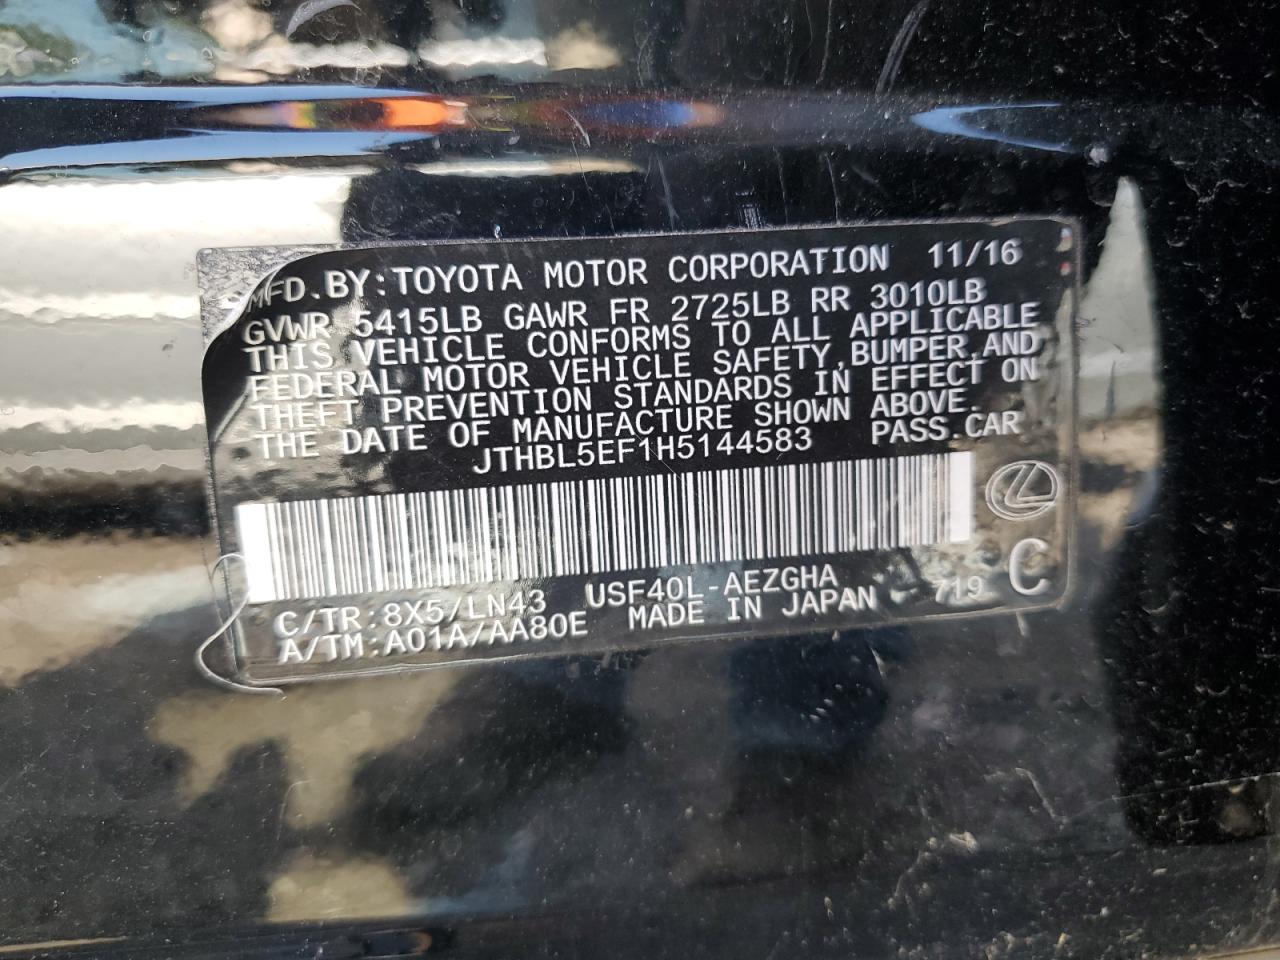 MFD. BY: TOYOTA MOTOR CORPORATION 11/16
GVWR 5415LB GAWR FR 2725LB RR 3010LB
THIS VEHICLE CONFORMS TO ALL APPLICABLE
FEDERAL MOTOR VEHICLE SAFETY, BUMPER, AND
THEFT PREVENTION STANDARDS IN EFFECT ON
THE DATE OF MANUFACTURE SHOWN ABOVE.
JTHBL5EF1H5144583 PASS.CAR
C/TR:8X5/LN43 USF40L-AEZGHA 719 C
A/TM:A01A/AA80E MADE IN JAPAN